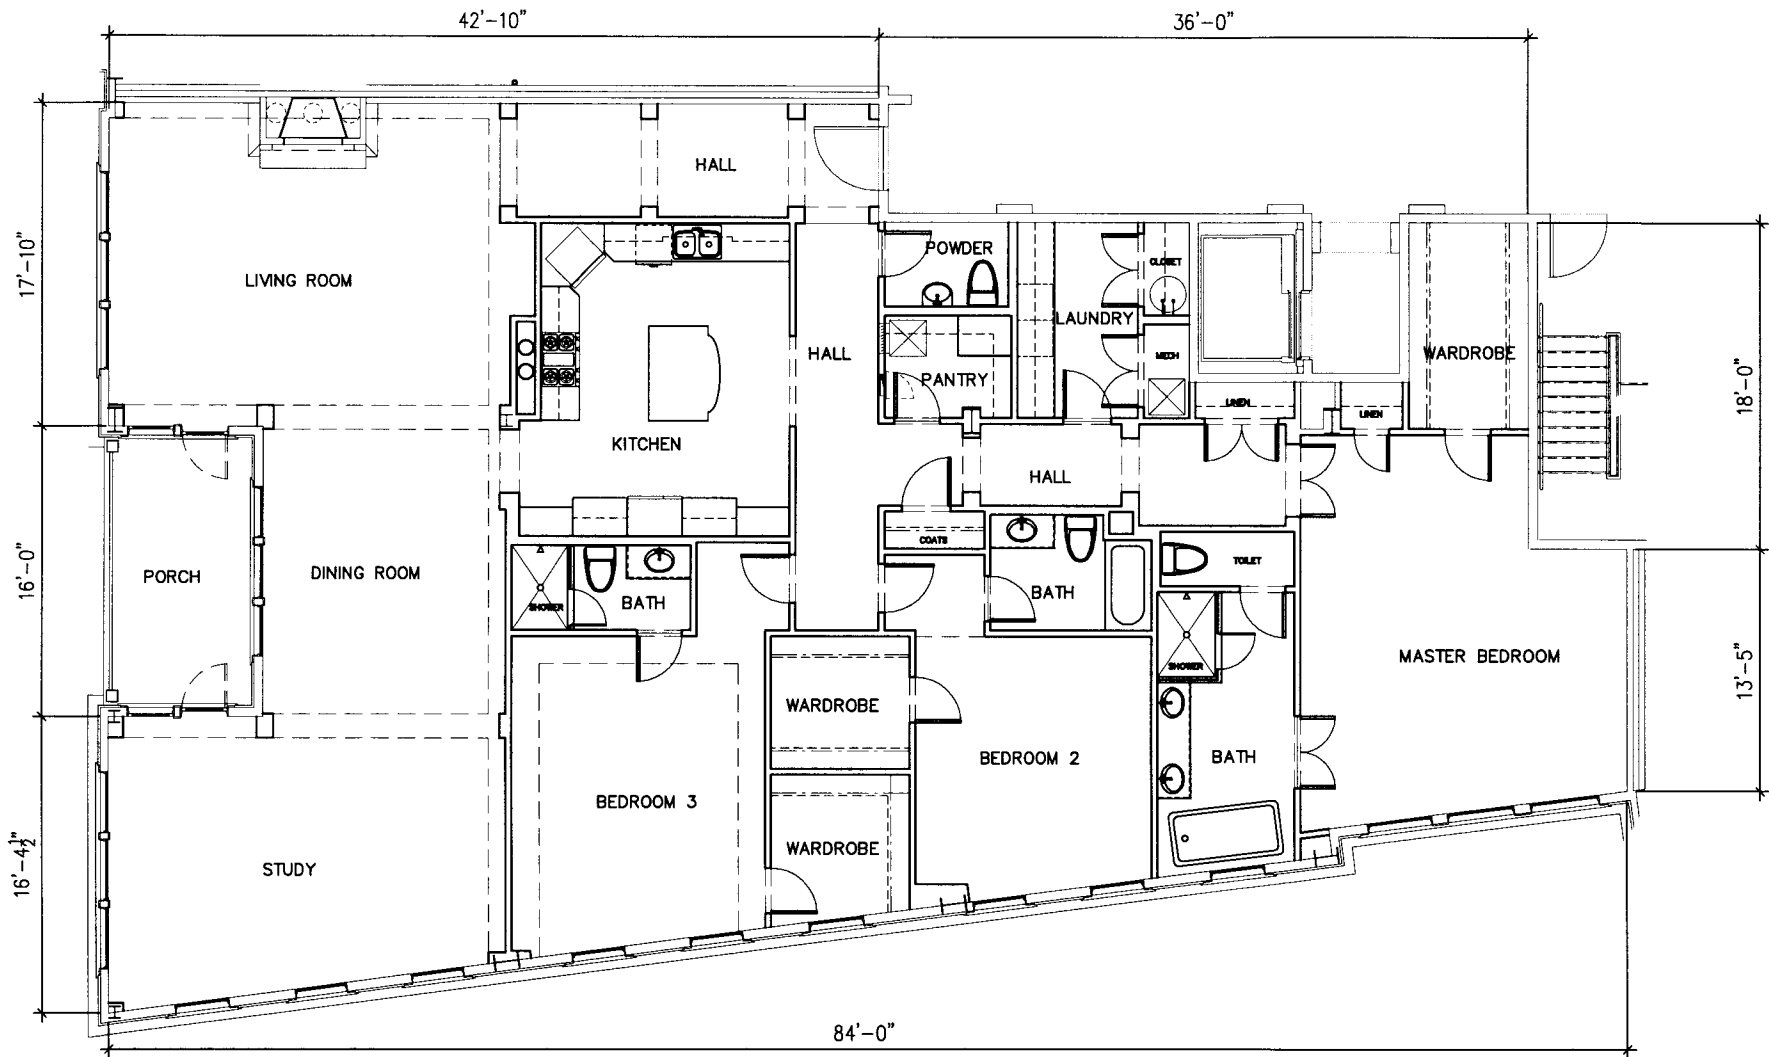 42'-10"
36'-0"
HALL
POWDER
CLOSET
LIVING ROOM
17'-10"
LAUNDRY
HALL
MECH
WARDROBE
PANTRY
LINEN
LINEN
18'-0"
KITCHEN
HALL
COATS
TOILET
PORCH
DINING ROOM
16'-0"
BATH
BATH
SHOWER
MASTER BEDROOM
SHOWER
13'-5"
WARDROBE
BEDROOM 2
BATH
BEDROOM 3
WARDROBE
STUDY
16'-4½"
84'-0"